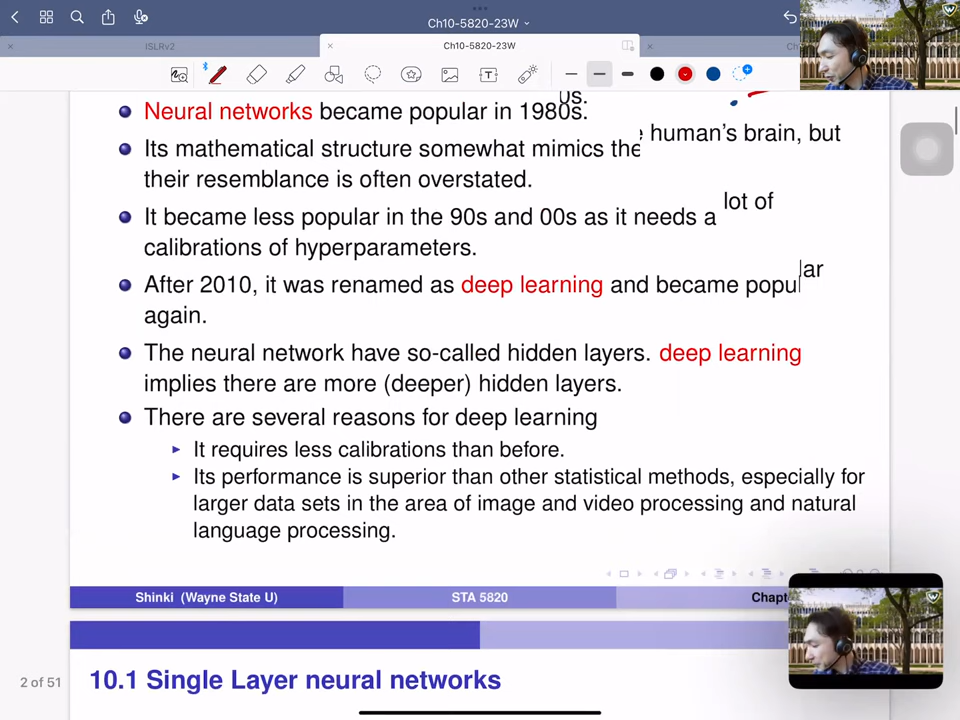 Ch10-5820-23W
ISLRv2
Ch10-5820-23W
Neural networks became popular in 1980s.
Its mathematical structure somewhat mimics the human's brain, but
their resemblance is often overstated.
It became less popular in the 90s and 00s as it needs a lot of
calibrations of hyperparameters.
After 2010, it was renamed as deep learning and became popular
again.
The neural network have so-called hidden layers. deep learning
implies there are more (deeper) hidden layers.
There are several reasons for deep learning
It requires less calibrations than before.
Its performance is superior than other statistical methods, especially for
larger data sets in the area of image and video processing and natural
language processing.
Shinki (Wayne State U) STA 5820
2 of 51
10.1 Single Layer neural networks